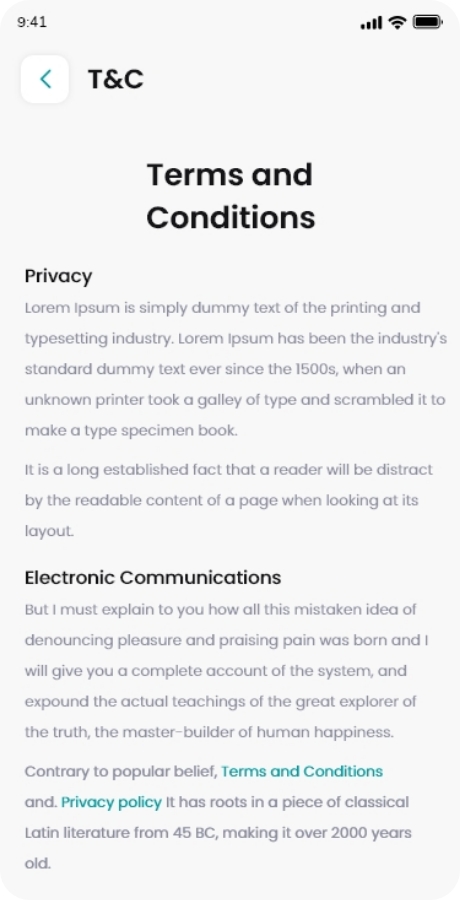 9:41
T&C
Terms and
Conditions
Privacy
Lorem Ipsum is simply dummy text of the printing and
typesetting industry. Lorem Ipsum has been the industry's
standard dummy text ever since the 1500s, when an
unknown printer took a galley of type and scrambled it to
make a type specimen book.
It is a long established fact that a reader will be distract
by the readable content of a page when looking at its
layout.
Electronic Communications
But I must explain to you how all this mistaken idea of
denouncing pleasure and praising pain was born and I
will give you a complete account of the system, and
expound the actual teachings of the great explorer of
the truth, the master-builder of human happiness.
Contrary to popular belief, Terms and Conditions
and. Privacy policy It has roots in a piece of classical
Latin literature from 45 BC, making it over 2000 years
old.